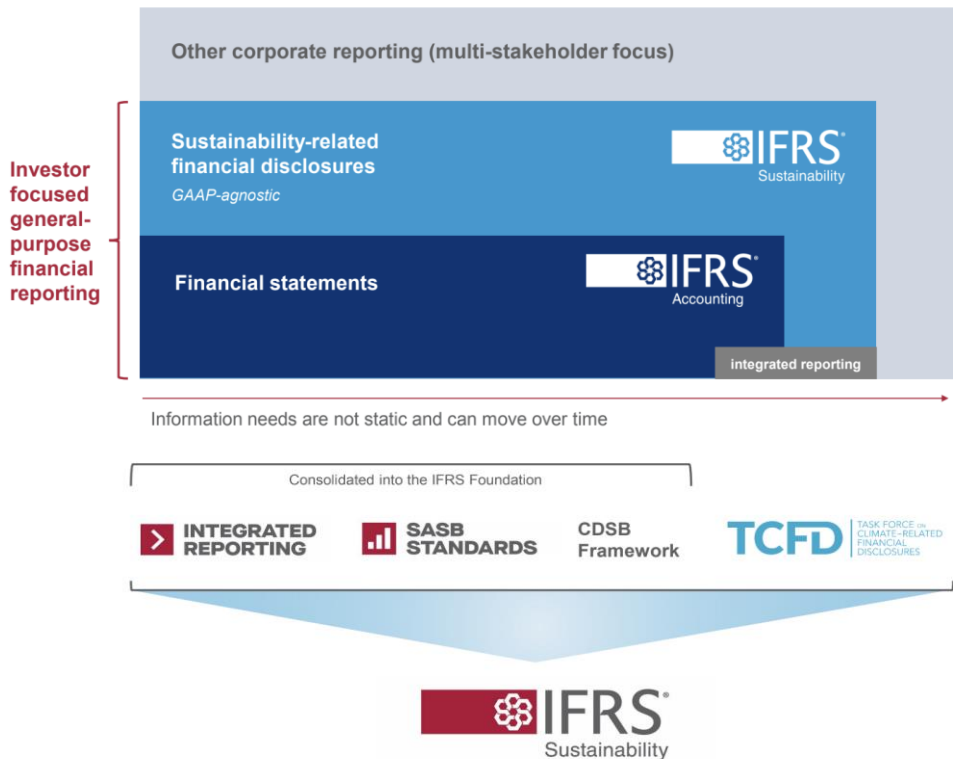 Other corporate reporting (multi-stakeholder focus)
Investor
focused
general-
purpose
financial
reporting
Sustainability-related
financial disclosures
GAAP-agnostic
IFRS®
Sustainability
Financial statements
IFRS®
Accounting
integrated reporting
Information needs are not static and can move over time
Consolidated into the IFRS Foundation
INTEGRATED
REPORTING
SASB
STANDARDS
CDSB
Framework
TCFD
TASK FORCE ON
CLIMATE-RELATED
FINANCIAL
DISCLOSURES
IFRS®
Sustainability